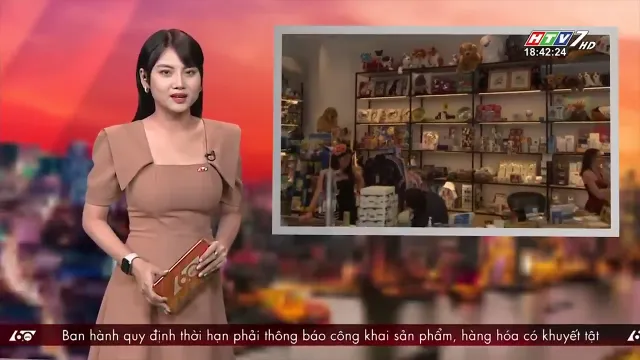 HTV7 HD
18:42:24
Ban hành quy định thời hạn phải thông báo công khai sản phẩm, hàng hóa có khuyết tật